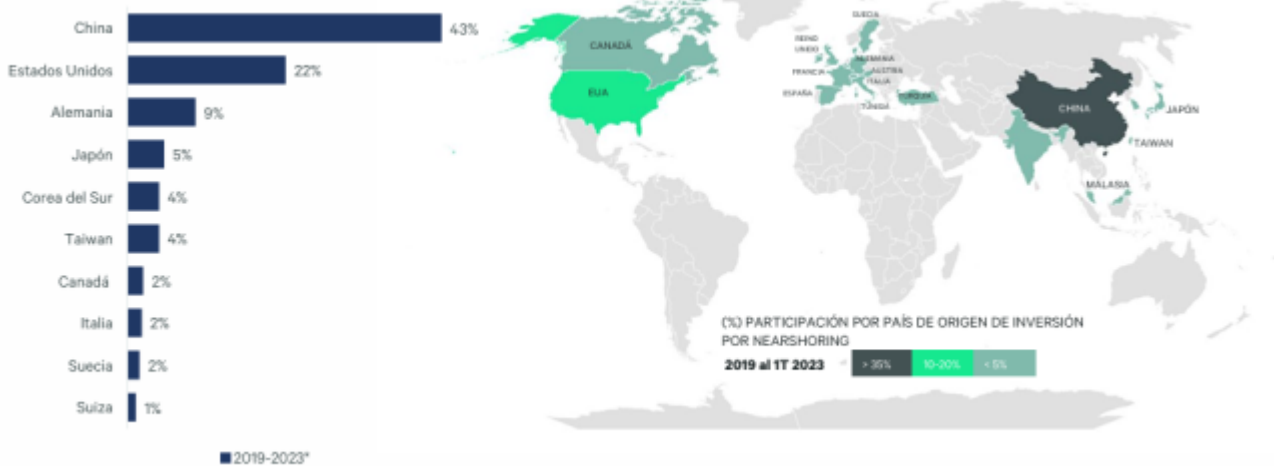 China
43%
Estados Unidos
22%
Alemania
9%
Japón
5%
Corea del Sur
4%
Taiwan
4%
Canadá
2%
Italia
2%
Suecia
2%
Suiza
1%
2019-2023*
SUECIA
REINO
UNIDO
CANADÁ
ALEMANIA
FRANCIA
AUSTRIA
ITALIA
ESPAÑA
TURQUÍA
TUNIDA
EUA
CHINA
JAPÓN
TAIWAN
MALASIA
(%) PARTICIPACIÓN POR PAÍS DE ORIGEN DE INVERSIÓN
POR NEARSHORING
2019 al 1T 2023
> 35%
10-20%
< 5%